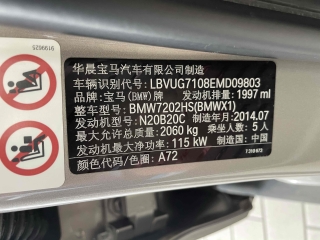 华晨宝马汽车有限公司制造
车辆识别代号: LBVUG7108EMD09803
品牌: 宝马(BMW)牌 发动机排量: 1997 ml
整车型号: BMW7202HS(BMWX1)
发动机型号: N20B20C 制造年月: 2014.07
最大允许总质量: 2060 kg 乘坐人数: 5 人
发动机最大净功率: 115 kW 制造国: 中国
颜色代码/色: A72